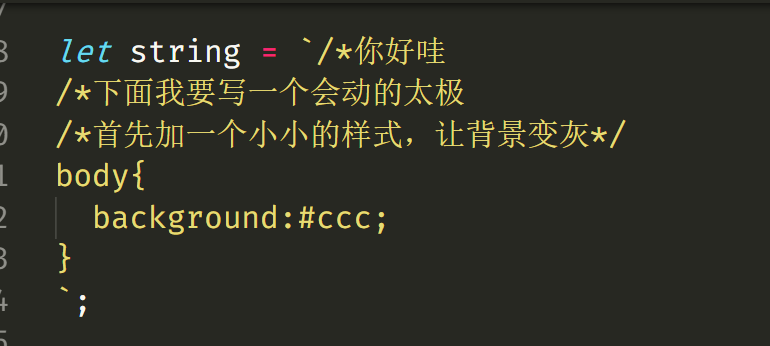 let string = `/*你好哇
/*下面我要写一个会动的太极
/*首先加一个小小的样式，让背景变灰*/
body{
  background:#ccc;
}
`;